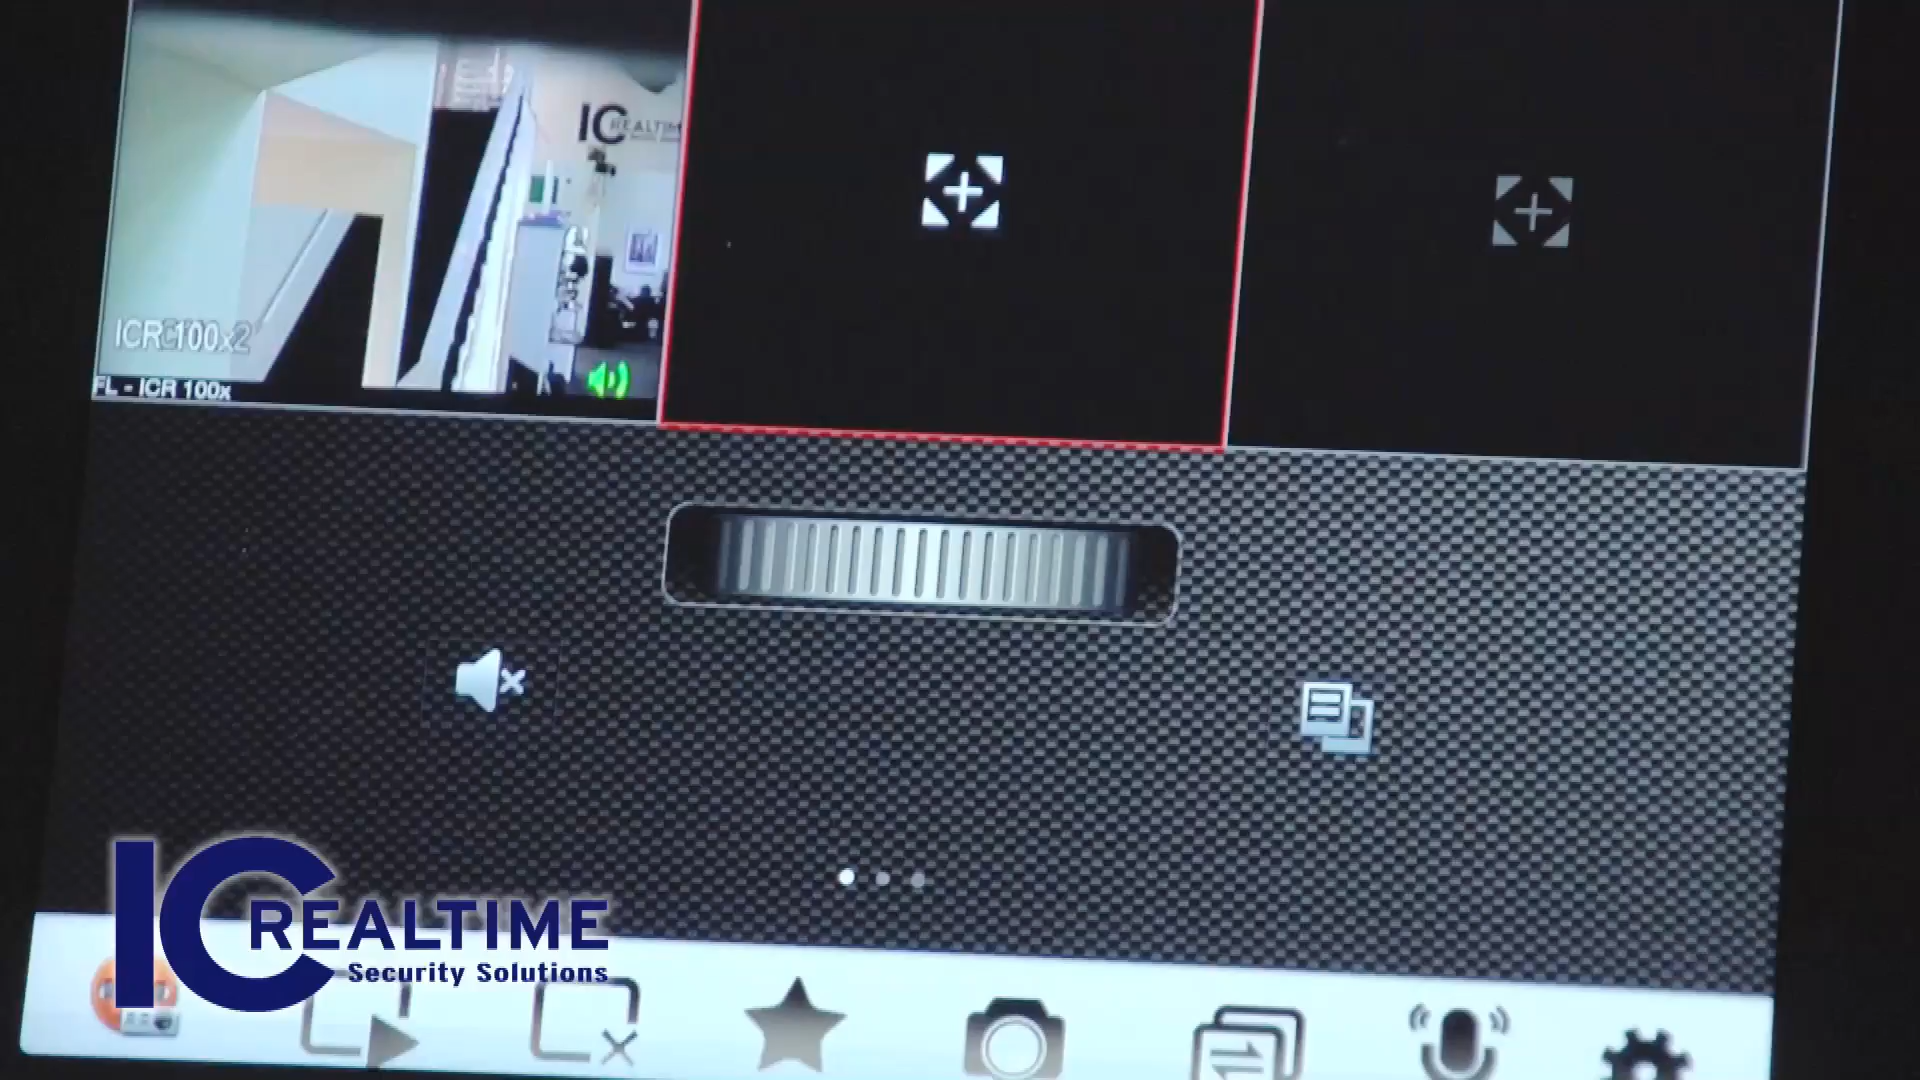 IC REALTIME
ICR 100x2
FL - ICR 100x
IC REALTIME
Security Solutions